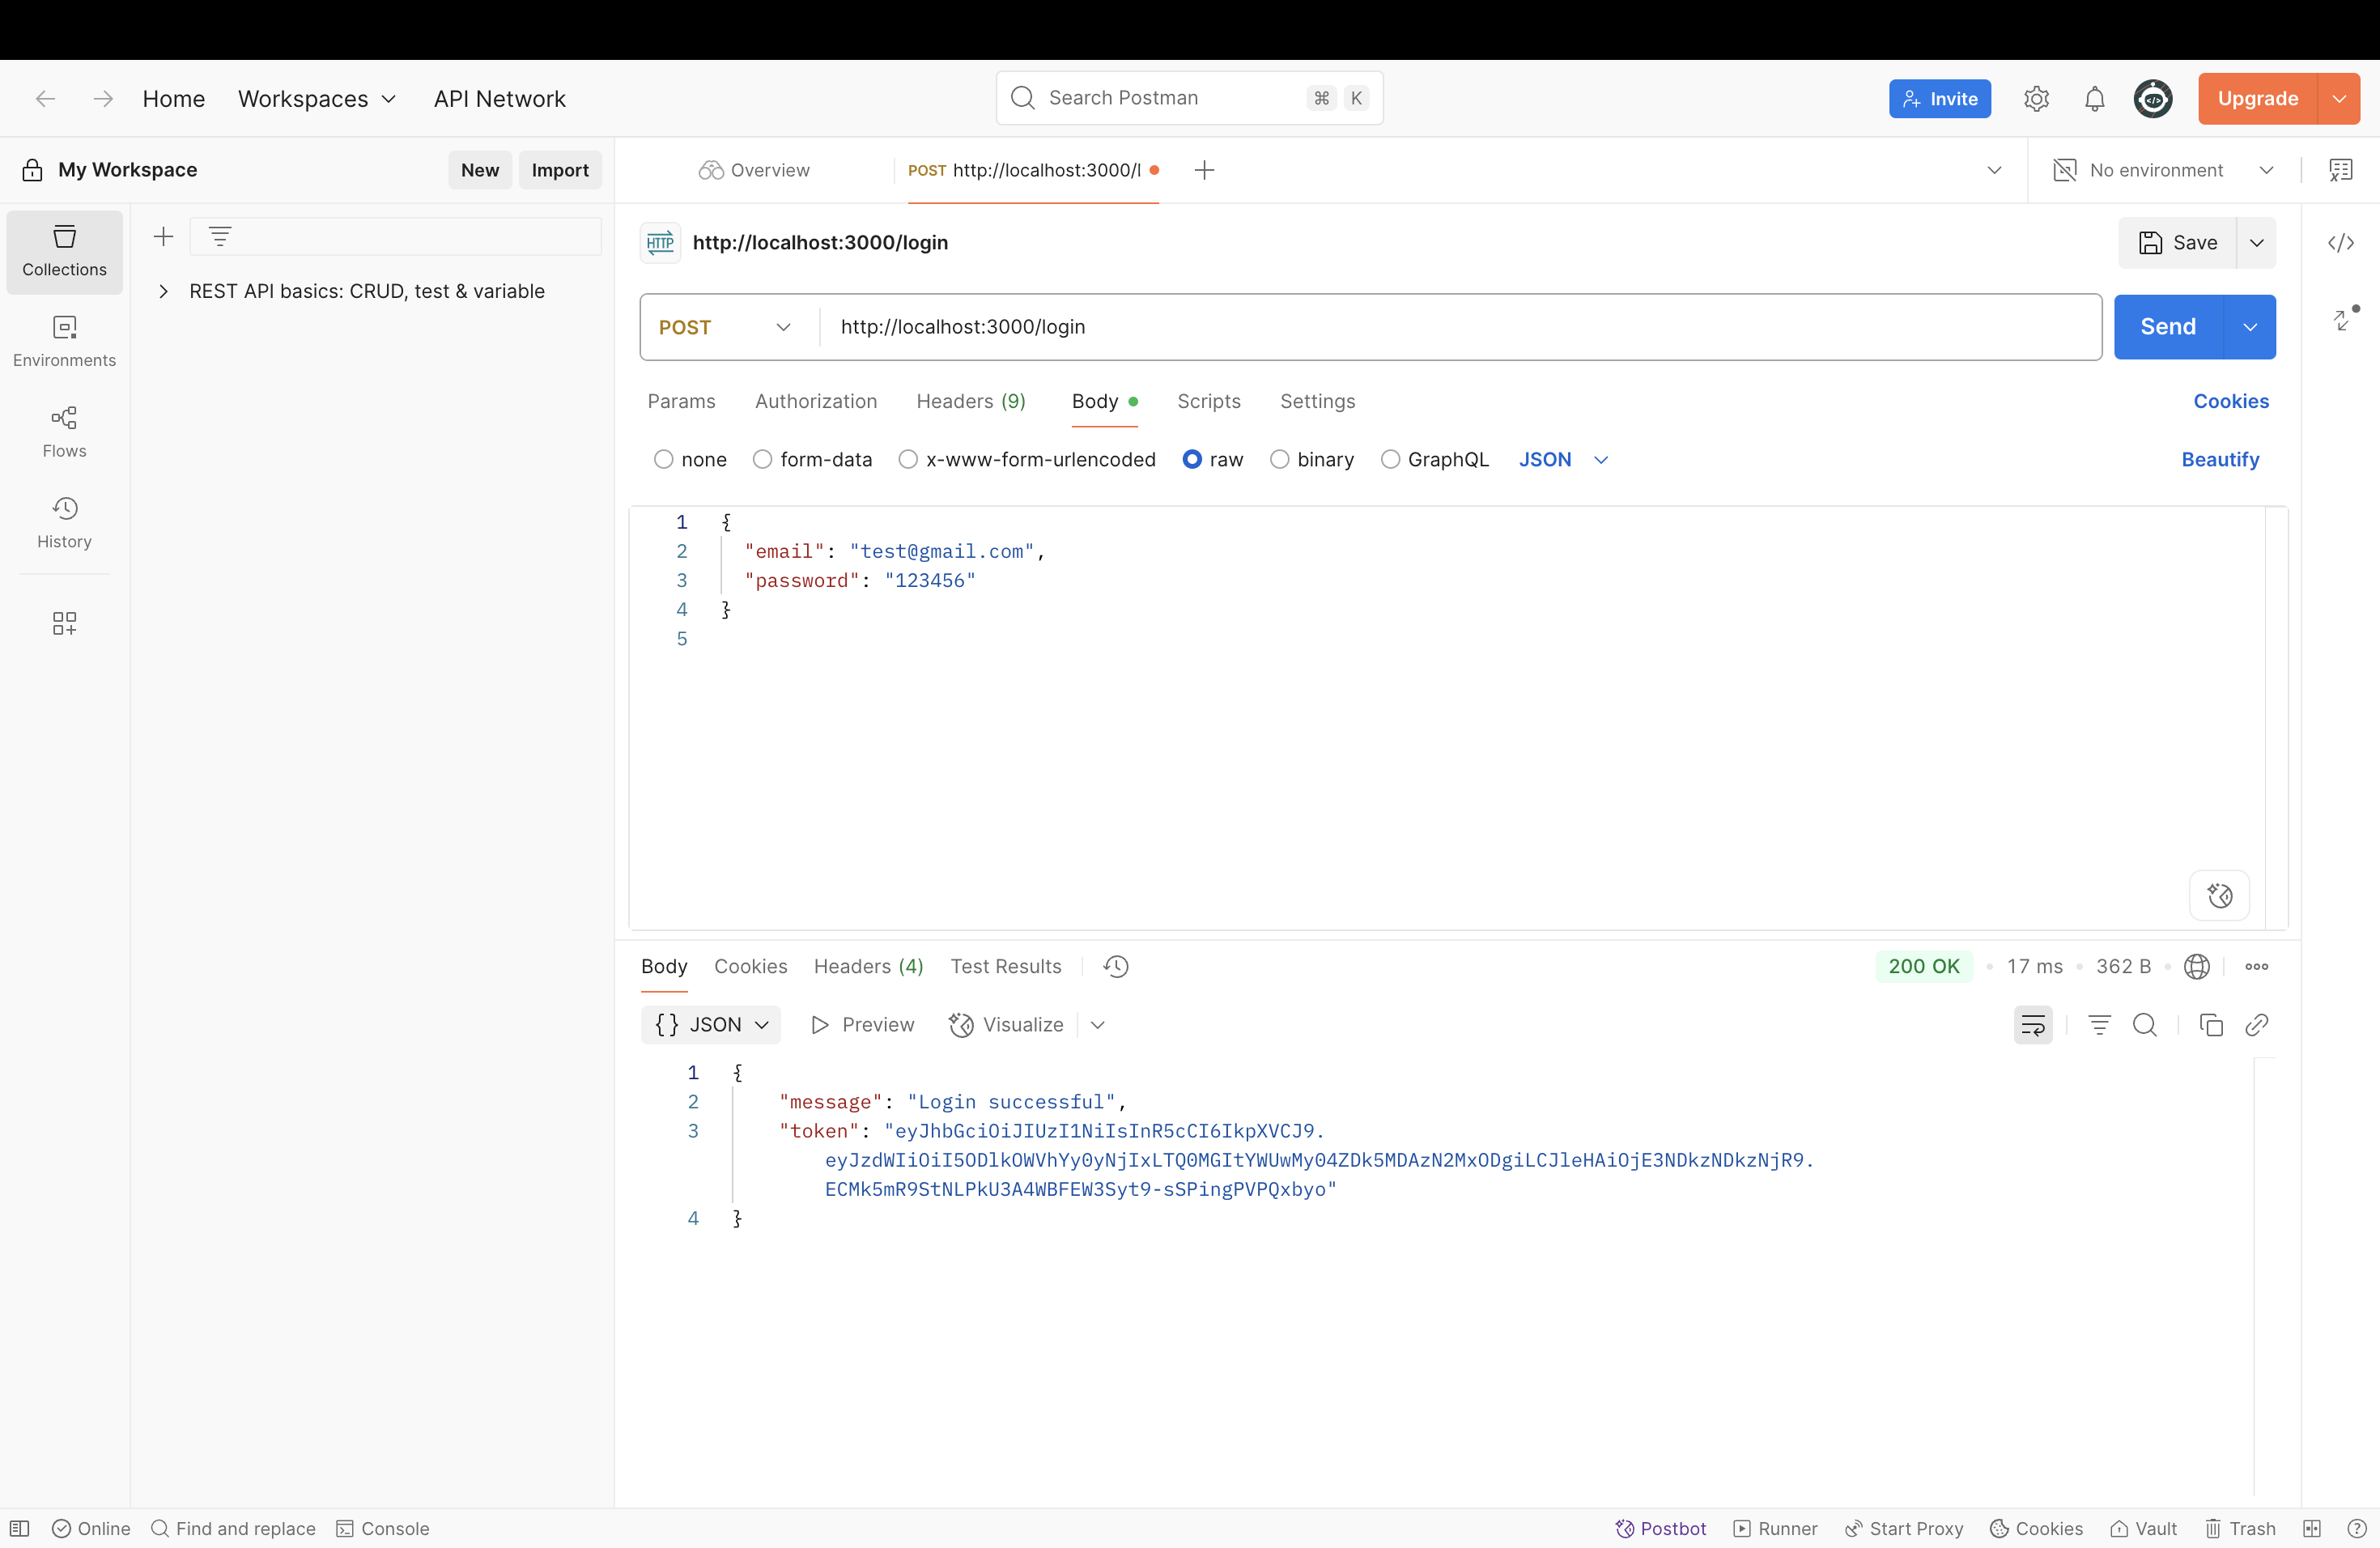 Home Workspaces API Network Search Postman ⌘ K Invite Upgrade
My Workspace New Import Overview POST http://localhost:3000/l No environment
Collections
Environments
Flows
History
REST API basics: CRUD, test & variable
HTTP http://localhost:3000/login Save
POST http://localhost:3000/login Send
Params Authorization Headers (9) Body Scripts Settings Cookies
none form-data x-www-form-urlencoded raw binary GraphQL JSON Beautify
1 {
2 "email": "test@gmail.com",
3 "password": "123456"
4 }
5
Body Cookies Headers (4) Test Results 200 OK 17 ms 362 B
{} JSON Preview Visualize
1 {
2 "message": "Login successful",
3 "token": "eyJhbGciOiJIUzI1NiIsInR5cCI6IkpXVCJ9.
eyJzdWIiOiI5ODlkOWVhYy0yNjIxLTQ0MGItYWUwMy04ZDk5MDAzN2MxODgiLCJleHAiOjE3NDkzNDkzNjR9.
ECMk5mR9StNLPkU3A4WBFEW3Syt9-sSPingPVPQxbyo"
4 }
Online Find and replace Console Postbot Runner Start Proxy Cookies Vault Trash